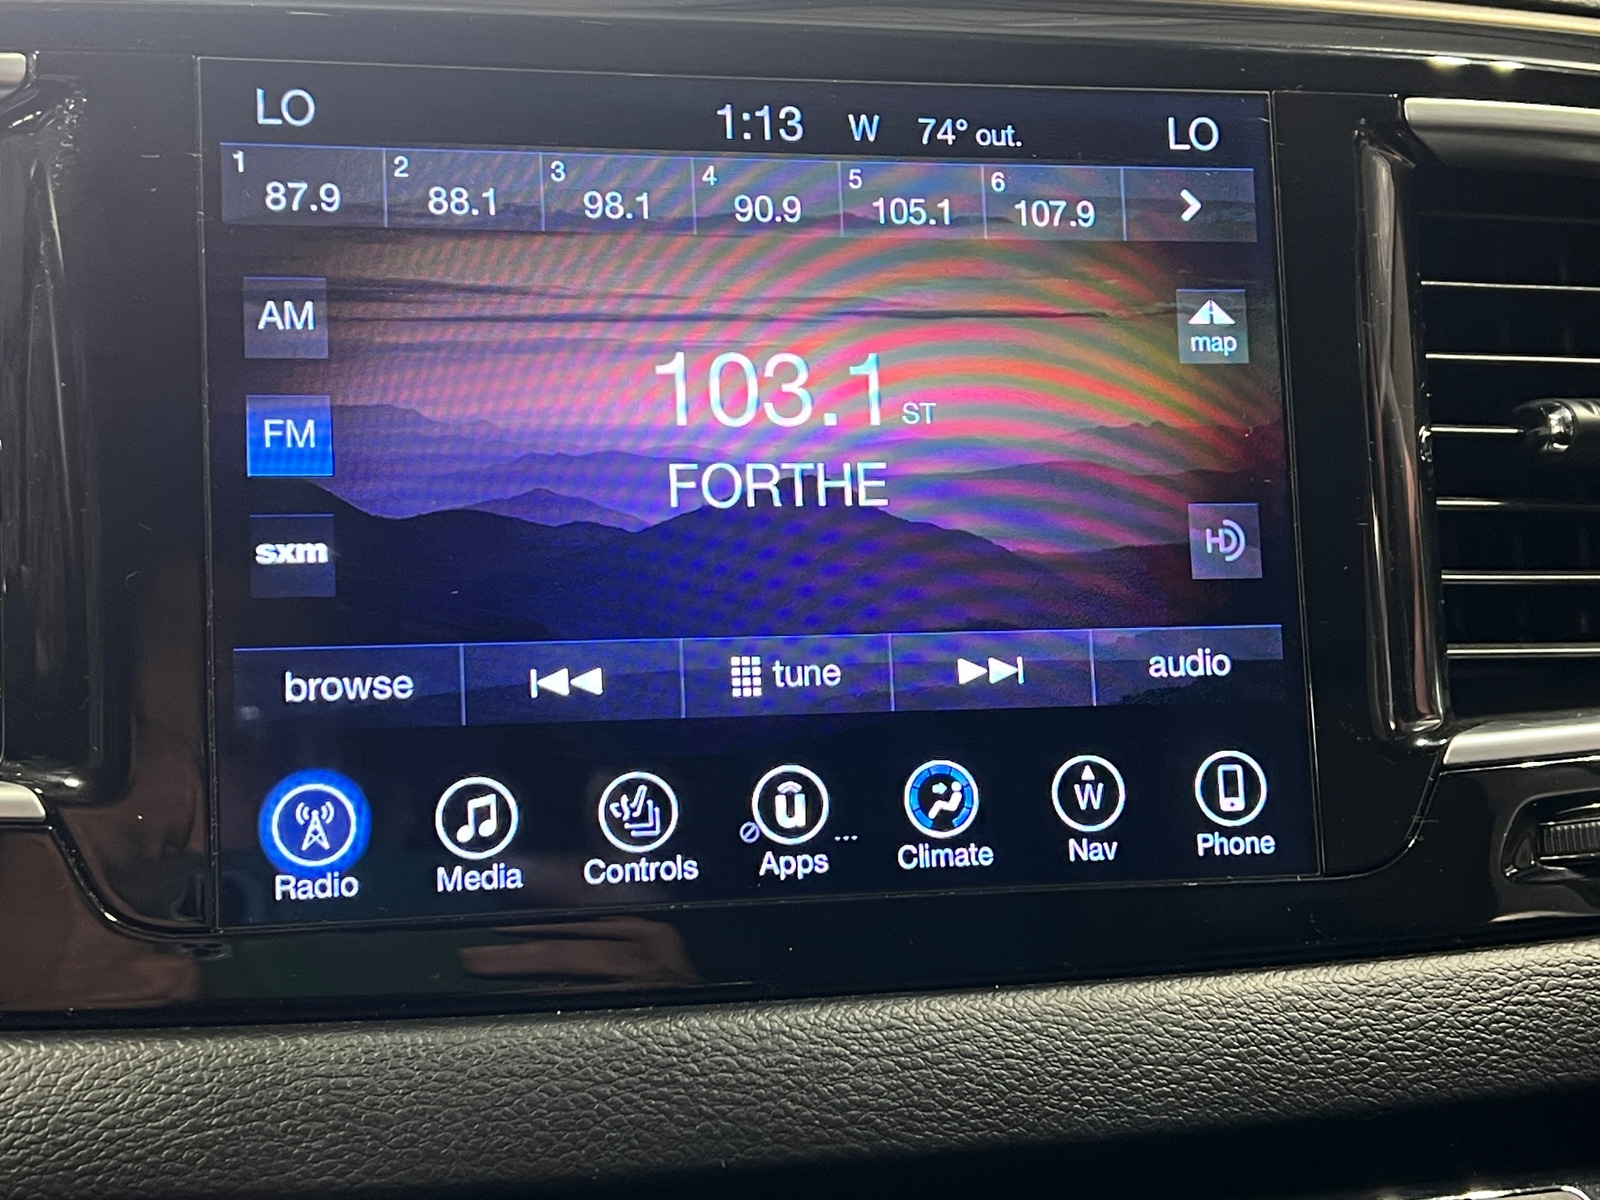 LO 1:13 W 74° out. LO
1 2 3 4 5 6
87.9 88.1 98.1 90.9 105.1 107.9
AM
map
103.1 ST
FM
FORTHE
HD
sxm
browse tune audio
W
u
Radio Media Controls Apps ... Climate Nav Phone